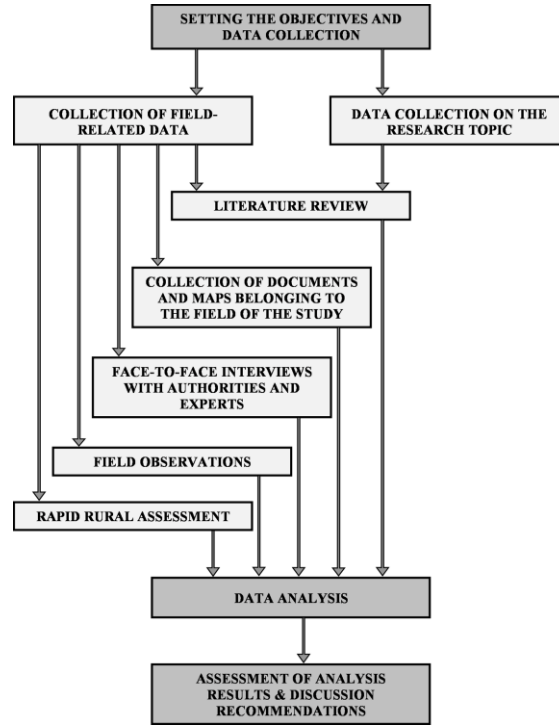 SETTING THE OBJECTIVES AND
DATA COLLECTION
COLLECTION OF FIELD-
RELATED DATA
DATA COLLECTION ON THE
RESEARCH TOPIC
LITERATURE REVIEW
COLLECTION OF DOCUMENTS
AND MAPS BELONGING TO
THE FIELD OF THE STUDY
FACE-TO-FACE INTERVIEWS
WITH AUTHORITIES AND
EXPERTS
FIELD OBSERVATIONS
RAPID RURAL ASSESSMENT
DATA ANALYSIS
ASSESSMENT OF ANALYSIS
RESULTS & DISCUSSION
RECOMMENDATIONS